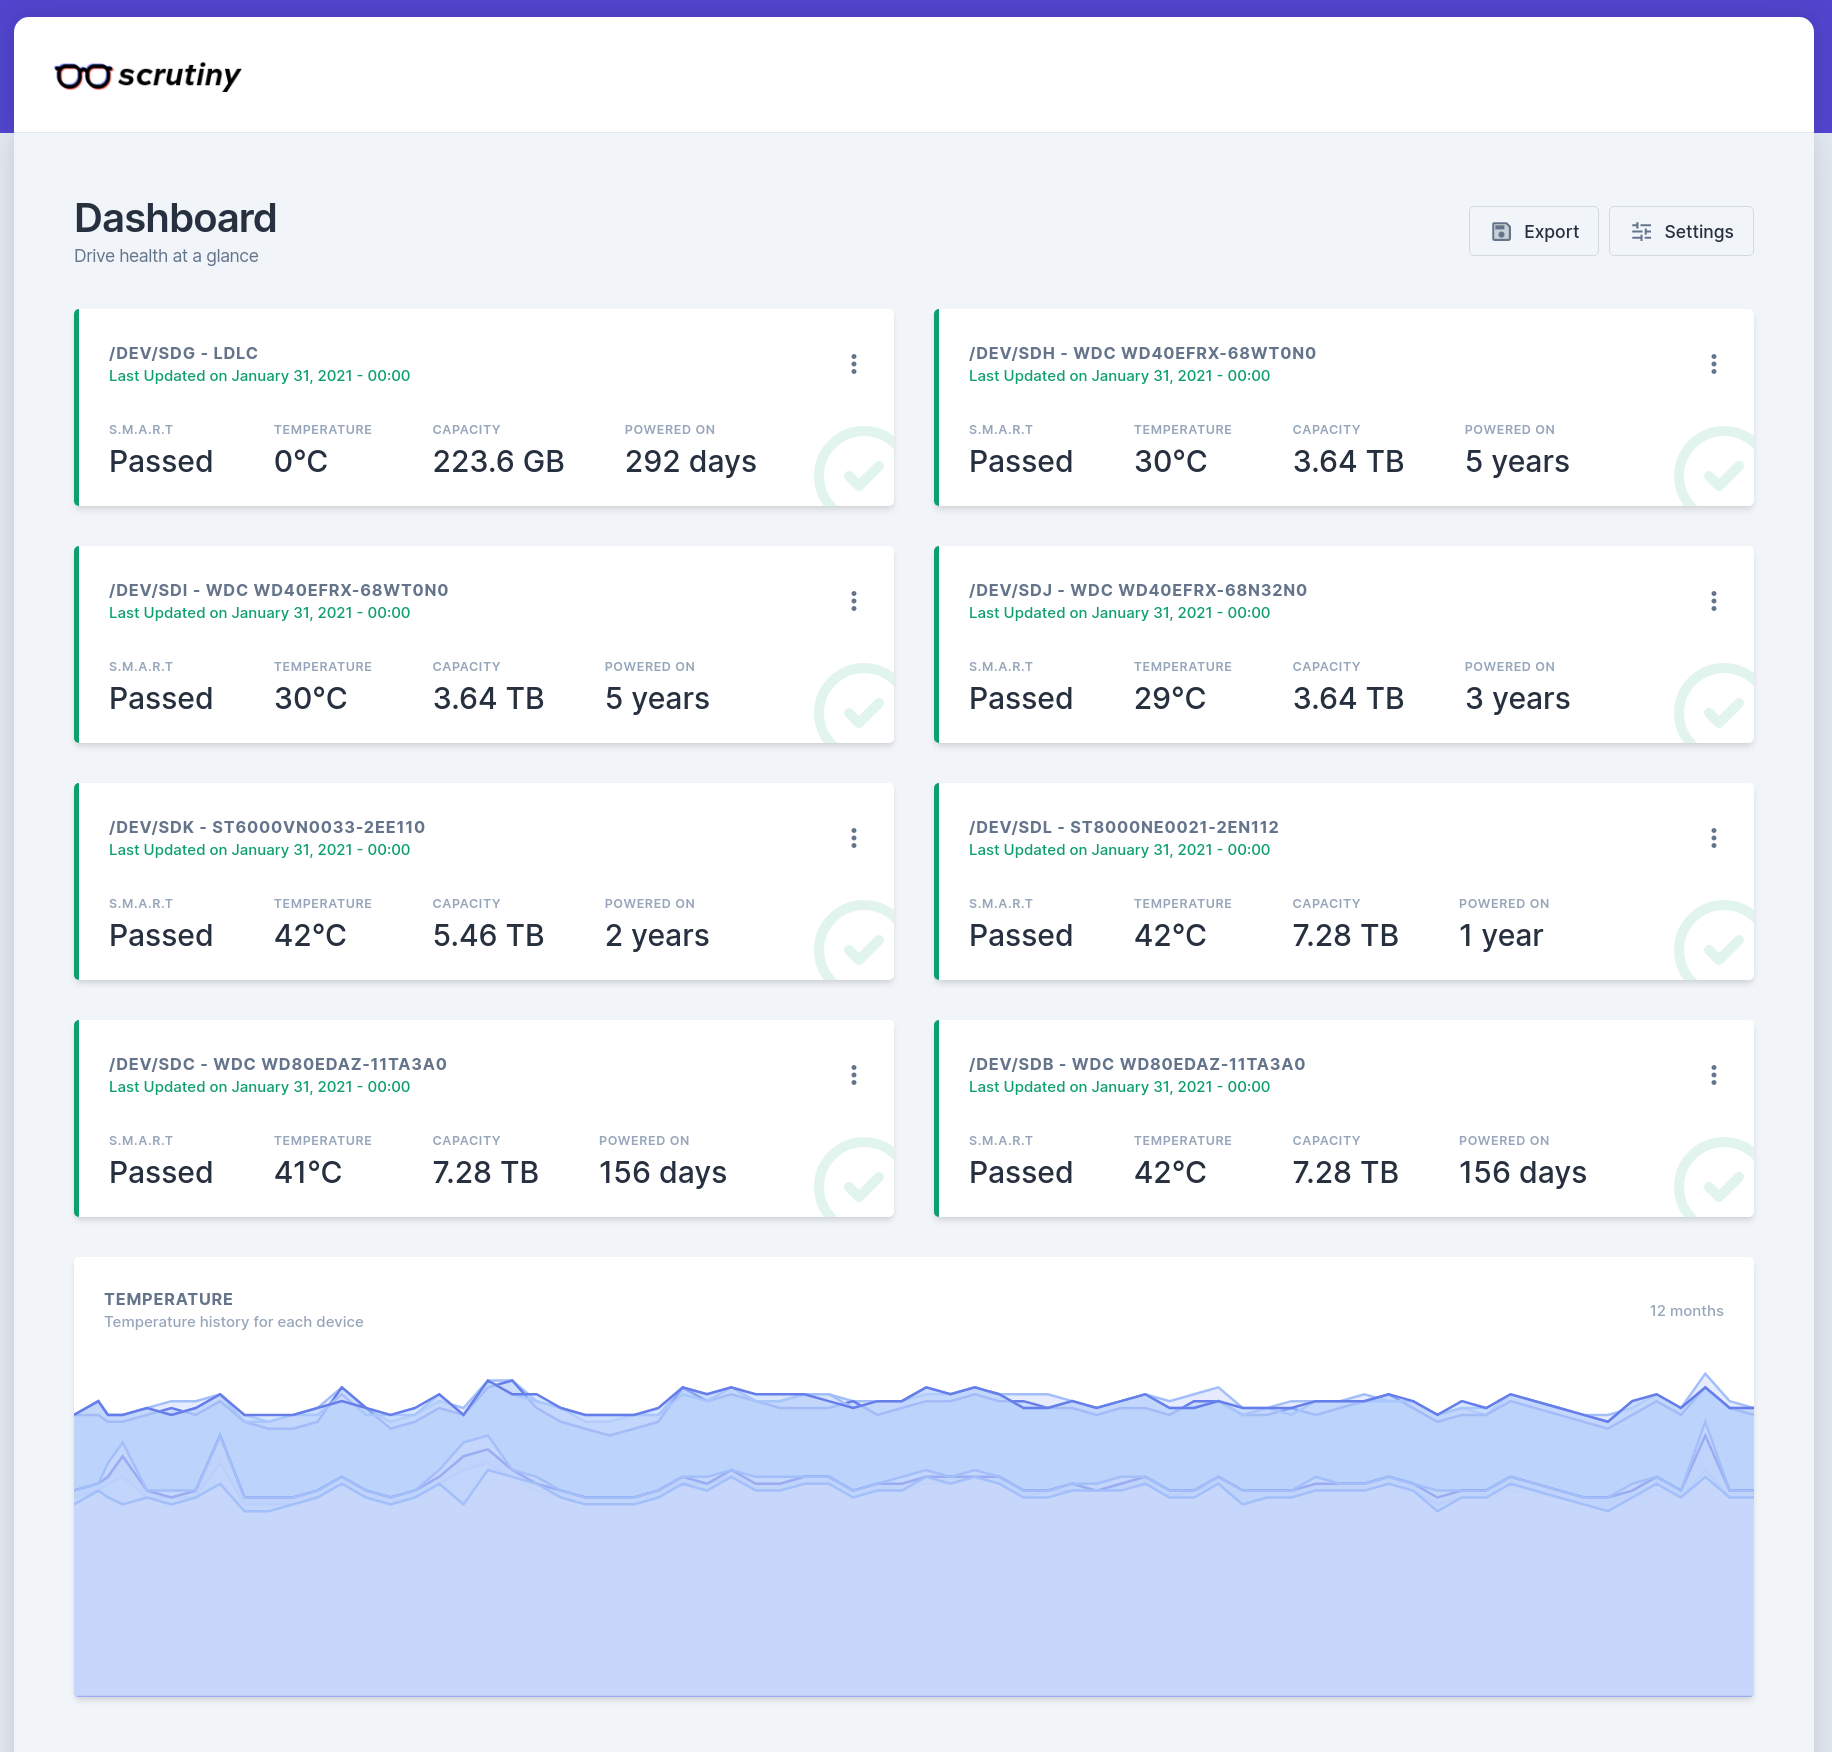 scrutiny
Dashboard
Drive health at a glance
Export
Settings
/DEV/SDG - LDLC
Last Updated on January 31, 2021 - 00:00
S.M.A.R.T TEMPERATURE CAPACITY POWERED ON
Passed 0°C 223.6 GB 292 days
/DEV/SDH - WDC WD40EFRX-68WT0N0
Last Updated on January 31, 2021 - 00:00
S.M.A.R.T TEMPERATURE CAPACITY POWERED ON
Passed 30°C 3.64 TB 5 years
/DEV/SDI - WDC WD40EFRX-68WT0N0
Last Updated on January 31, 2021 - 00:00
S.M.A.R.T TEMPERATURE CAPACITY POWERED ON
Passed 30°C 3.64 TB 5 years
/DEV/SDJ - WDC WD40EFRX-68N32N0
Last Updated on January 31, 2021 - 00:00
S.M.A.R.T TEMPERATURE CAPACITY POWERED ON
Passed 29°C 3.64 TB 3 years
/DEV/SDK - ST6000VN0033-2EE110
Last Updated on January 31, 2021 - 00:00
S.M.A.R.T TEMPERATURE CAPACITY POWERED ON
Passed 42°C 5.46 TB 2 years
/DEV/SDL - ST8000NE0021-2EN112
Last Updated on January 31, 2021 - 00:00
S.M.A.R.T TEMPERATURE CAPACITY POWERED ON
Passed 42°C 7.28 TB 1 year
/DEV/SDC - WDC WD80EDAZ-11TA3A0
Last Updated on January 31, 2021 - 00:00
S.M.A.R.T TEMPERATURE CAPACITY POWERED ON
Passed 41°C 7.28 TB 156 days
/DEV/SDB - WDC WD80EDAZ-11TA3A0
Last Updated on January 31, 2021 - 00:00
S.M.A.R.T TEMPERATURE CAPACITY POWERED ON
Passed 42°C 7.28 TB 156 days
TEMPERATURE
Temperature history for each device
12 months